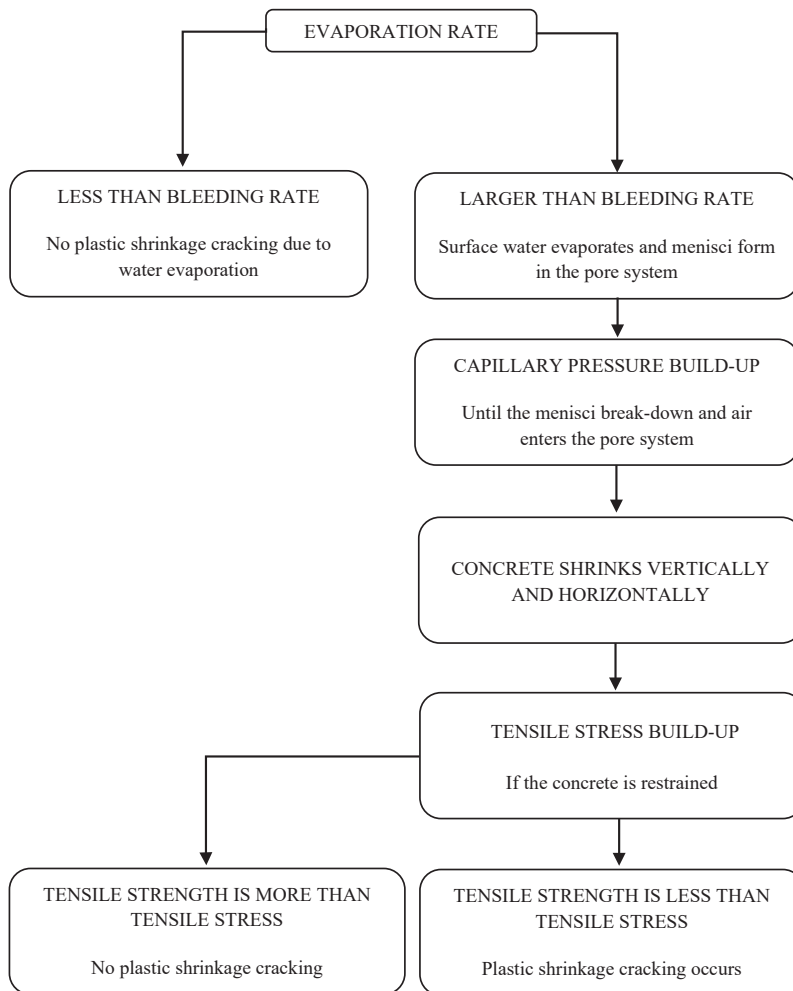 EVAPORATION RATE
LESS THAN BLEEDING RATE
No plastic shrinkage cracking due to
water evaporation
LARGER THAN BLEEDING RATE
Surface water evaporates and menisci form
in the pore system
CAPILLARY PRESSURE BUILD-UP
Until the menisci break-down and air
enters the pore system
CONCRETE SHRINKS VERTICALLY
AND HORIZONTALLY
TENSILE STRESS BUILD-UP
If the concrete is restrained
TENSILE STRENGTH IS MORE THAN
TENSILE STRESS
No plastic shrinkage cracking
TENSILE STRENGTH IS LESS THAN
TENSILE STRESS
Plastic shrinkage cracking occurs